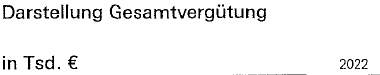 Darstellung Gesamtvergütung
in Tsd. € 2022